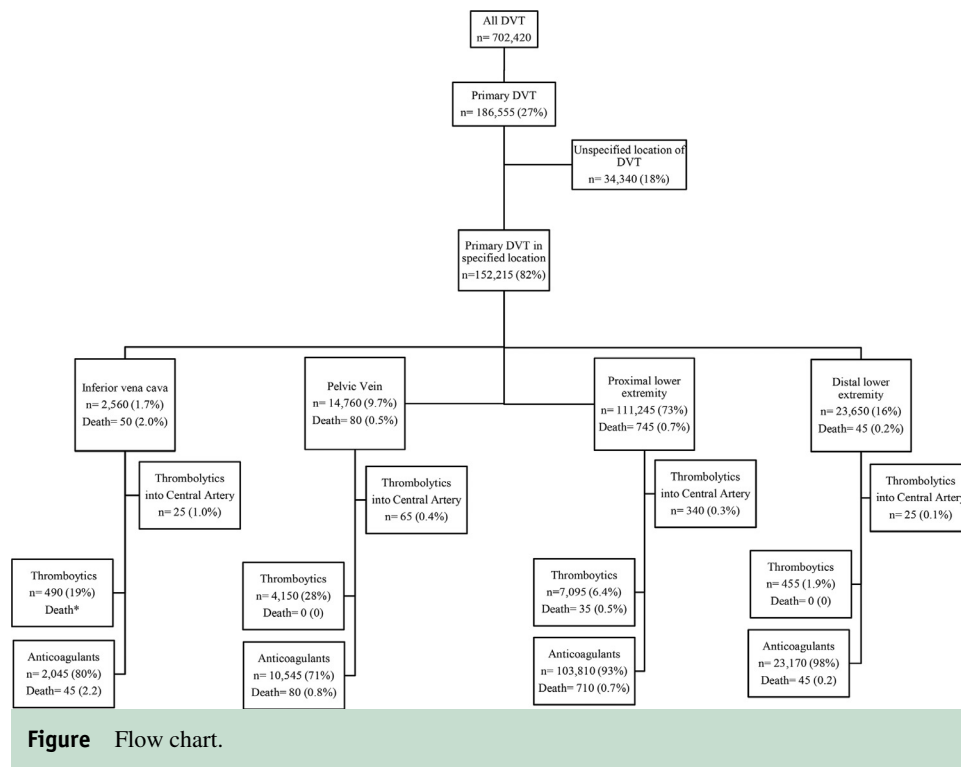 All DVT
n= 702,420
Primary DVT
n= 186,555 (27%)
Unspecified location of
DVT
n= 34,340 (18%)
Primary DVT in
specified location
n=152,215 (82%)
Inferior vena cava
n= 2,560 (1.7%)
Death= 50 (2.0%)
Thrombolytics
into Central Artery
n= 25 (1.0%)
Thromboytics
n= 490 (19%)
Death*
Anticoagulants
n= 2,045 (80%)
Death= 45 (2.2)
Pelvic Vein
n= 14,760 (9.7%)
Death= 80 (0.5%)
Thrombolytics
into Central Artery
n= 65 (0.4%)
Thromboytics
n= 4,150 (28%)
Death= 0 (0)
Anticoagulants
n= 10,545 (71%)
Death= 80 (0.8%)
Proximal lower
extremity
n= 111,245 (73%)
Death= 745 (0.7%)
Thrombolytics
into Central Artery
n= 340 (0.3%)
Thromboytics
n=7,095 (6.4%)
Death= 35 (0.5%)
Anticoagulants
n= 103,810 (93%)
Death= 710 (0.7%)
Distal lower
extremity
n= 23,650 (16%)
Death= 45 (0.2%)
Thrombolytics
into Central Artery
n= 25 (0.1%)
Thromboytics
n= 455 (1.9%)
Death= 0 (0)
Anticoagulants
n= 23,170 (98%)
Death= 45 (0.2)
Figure Flow chart.